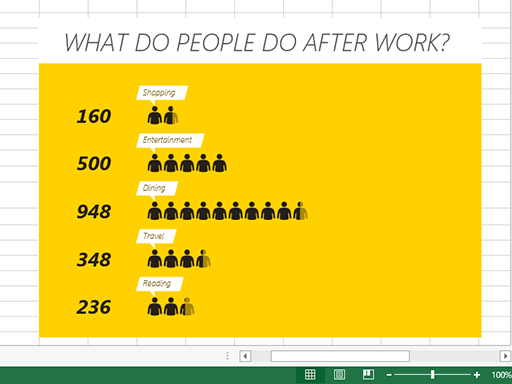 WHAT DO PEOPLE DO AFTER WORK?
Shopping
160
Entertainment
500
Dining
948
Travel
348
Reading
236
100%